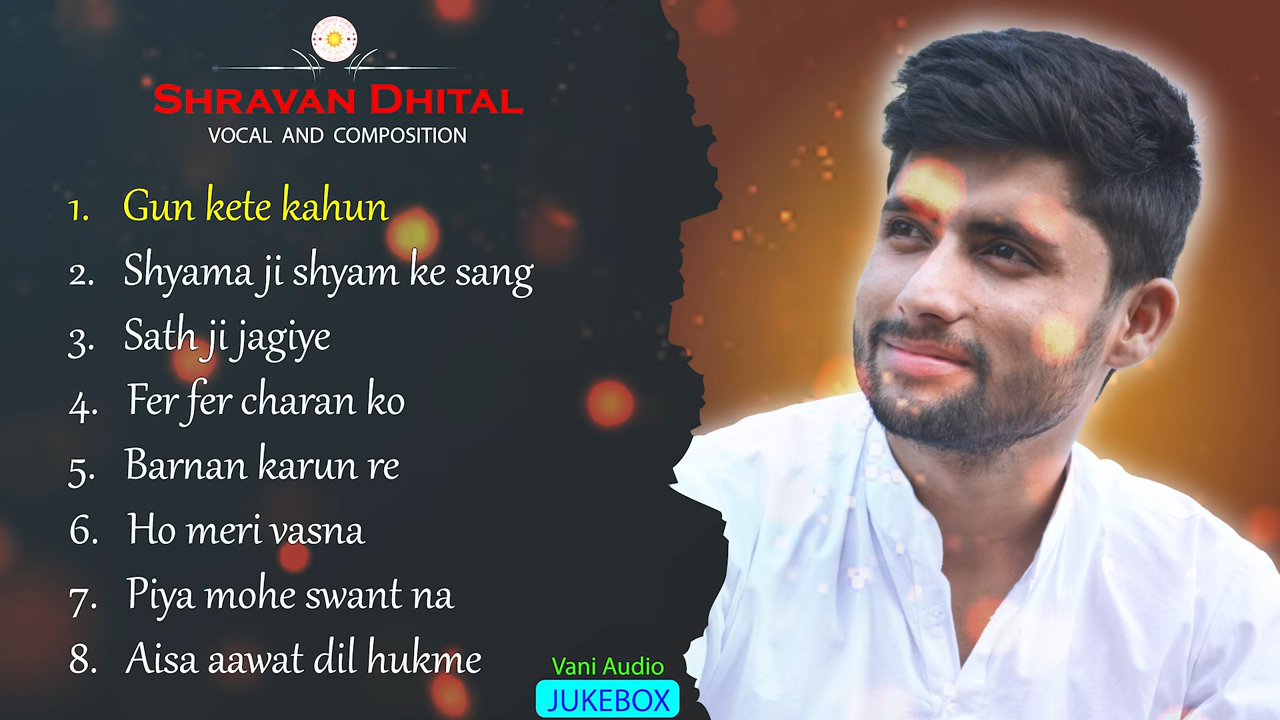 SHRAVAN DHITAL
VOCAL AND COMPOSITION
1. Gun kete kahun
2. Shyama ji shyam ke sang
3. Sath ji jagiye
4. Fer fer charan ko
5. Barnan karun re
6. Ho meri vasna
7. Piya mohe swant na
8. Aisa aawat dil hukme
Vani Audio
JUKEBOX